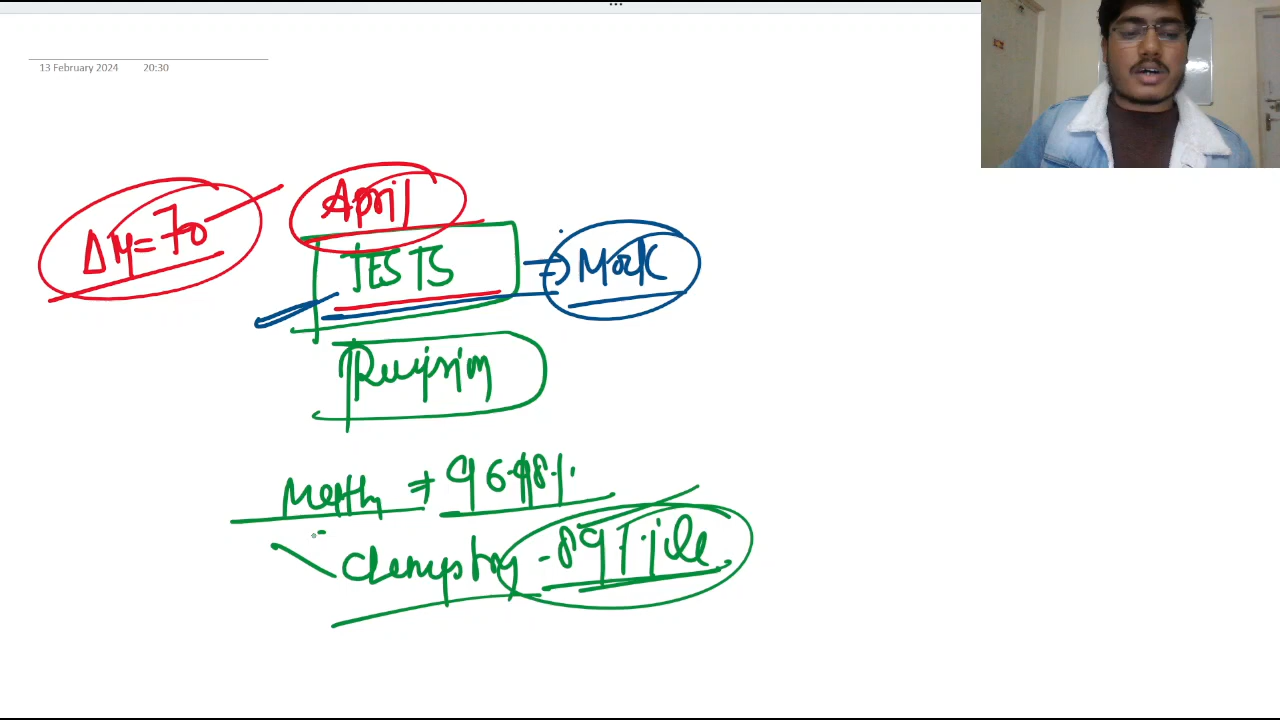 13 February 2024 20:30
April
ΔM = 70
TESTS ⇒ Mock
Revision
Maths → 96.98%
Chemistry - 89%ile